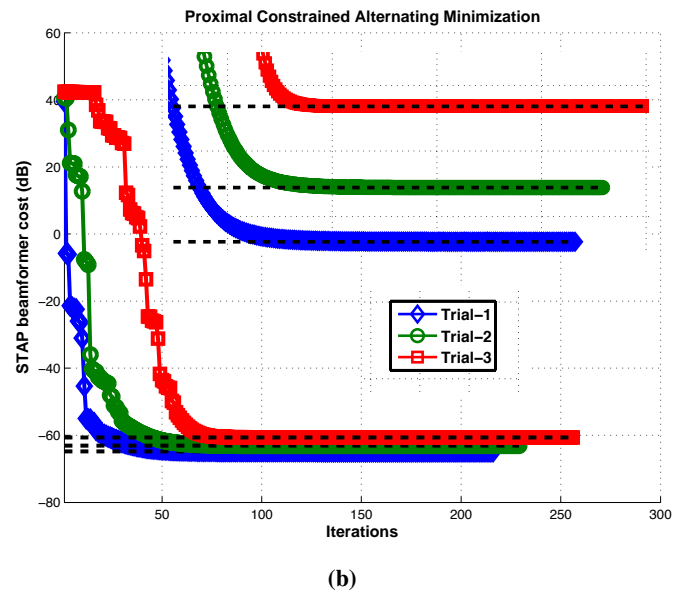 Proximal Constrained Alternating Minimization
60
40
20
0
−20
−40
−60
−80
STAP beamformer cost (dB)
Trial−1
Trial−2
Trial−3
50
100
150
200
250
300
Iterations
(b)